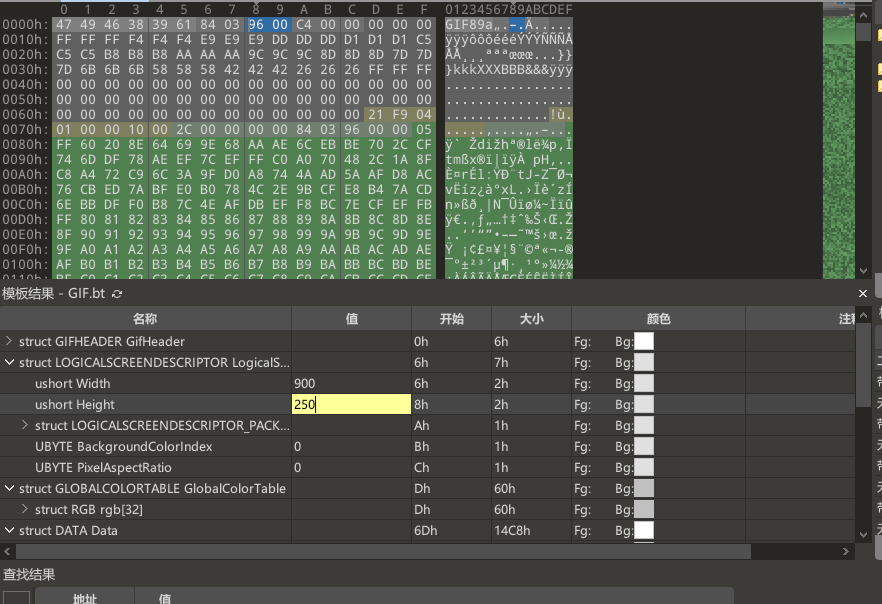 0 1 2 3 4 5 6 7 8 9 A B C D E F 0123456789ABCDEF
0000h: 47 49 46 38 39 61 84 03 96 00 C4 00 00 00 00 00 GIF89a„.–.Ä.....
0010h: FF FF FF F4 F4 F4 E9 E9 E9 DD DD DD D1 D1 D1 C5 ÿÿÿôôôéééÝÝÝÑÑÑÅ
0020h: C5 C5 B8 B8 B8 AA AA AA 9C 9C 9C 8D 8D 8D 7D 7D ÅÅ¸¸¸ªªªœœœ...}}
0030h: 7D 6B 6B 6B 58 58 58 42 42 42 26 26 26 FF FF FF }kkkXXXBBB&&&ÿÿÿ
0040h: 00 00 00 00 00 00 00 00 00 00 00 00 00 00 00 00 ................
0050h: 00 00 00 00 00 00 00 00 00 00 00 00 00 00 00 00 ................
0060h: 00 00 00 00 00 00 00 00 00 00 00 00 00 21 F9 04 .............!ù.
0070h: 01 00 00 10 00 2C 00 00 00 00 84 03 96 00 00 05 .....,....„.–...
0080h: FF 60 20 8E 64 69 9E 68 AA AE 6C EB BE 70 2C CF ÿ` Ždižhª®lë¾p,Ï
0090h: 74 6D DF 78 AE EF 7C EF FF C0 A0 70 48 2C 1A 8F tmßx®ï|ïÿÀ pH,..
00A0h: C8 A4 72 C9 6C 3A 9F D0 A8 74 4A AD 5A AF D8 AC È¤rÉl:ŸÐ¨tJ-Z¯Ø¬
00B0h: 76 CB ED 7A BF E0 B0 78 4C 2E 9B CF E8 B4 7A CD vËíz¿à°xL.›Ïè´zÍ
00C0h: 6E BB DF F0 B8 7C 4E AF DB EF F8 BC 7E CF EF FB n»ßð¸|N¯Ûïø¼~Ïïû
00D0h: FF 80 81 82 83 84 85 86 87 88 89 8A 8B 8C 8D 8E ÿ€.‚ƒ„…†‡ˆ‰Š‹Œ.Ž
00E0h: 8F 90 91 92 93 94 95 96 97 98 99 9A 9B 9C 9D 9E ..‘’“”•–—˜™š›œ.ž
00F0h: 9F A0 A1 A2 A3 A4 A5 A6 A7 A8 A9 AA AB AC AD AE Ÿ ¡¢£¤¥¦§¨©ª«¬-®
0100h: AF B0 B1 B2 B3 B4 B5 B6 B7 B8 B9 BA BB BC BD BE ¯°±²³´µ¶·¸¹º»¼½¾
模板结果 - GIF.bt
名称 值 开始 大小 颜色
struct GIFHEADER GifHeader 0h 6h Fg: Bg:
struct LOGICALSCREENDESCRIPTOR LogicalS... 6h 7h Fg: Bg:
ushort Width 900 6h 2h Fg: Bg:
ushort Height 250 8h 2h Fg: Bg:
struct LOGICALSCREENDESCRIPTOR_PACK... Ah 1h Fg: Bg:
UBYTE BackgroundColorIndex 0 Bh 1h Fg: Bg:
UBYTE PixelAspectRatio 0 Ch 1h Fg: Bg:
struct GLOBALCOLORTABLE GlobalColorTable Dh 60h Fg: Bg:
struct RGB rgb[32] Dh 60h Fg: Bg:
struct DATA Data 6Dh 14C8h Fg: Bg:
查找结果
地址 值